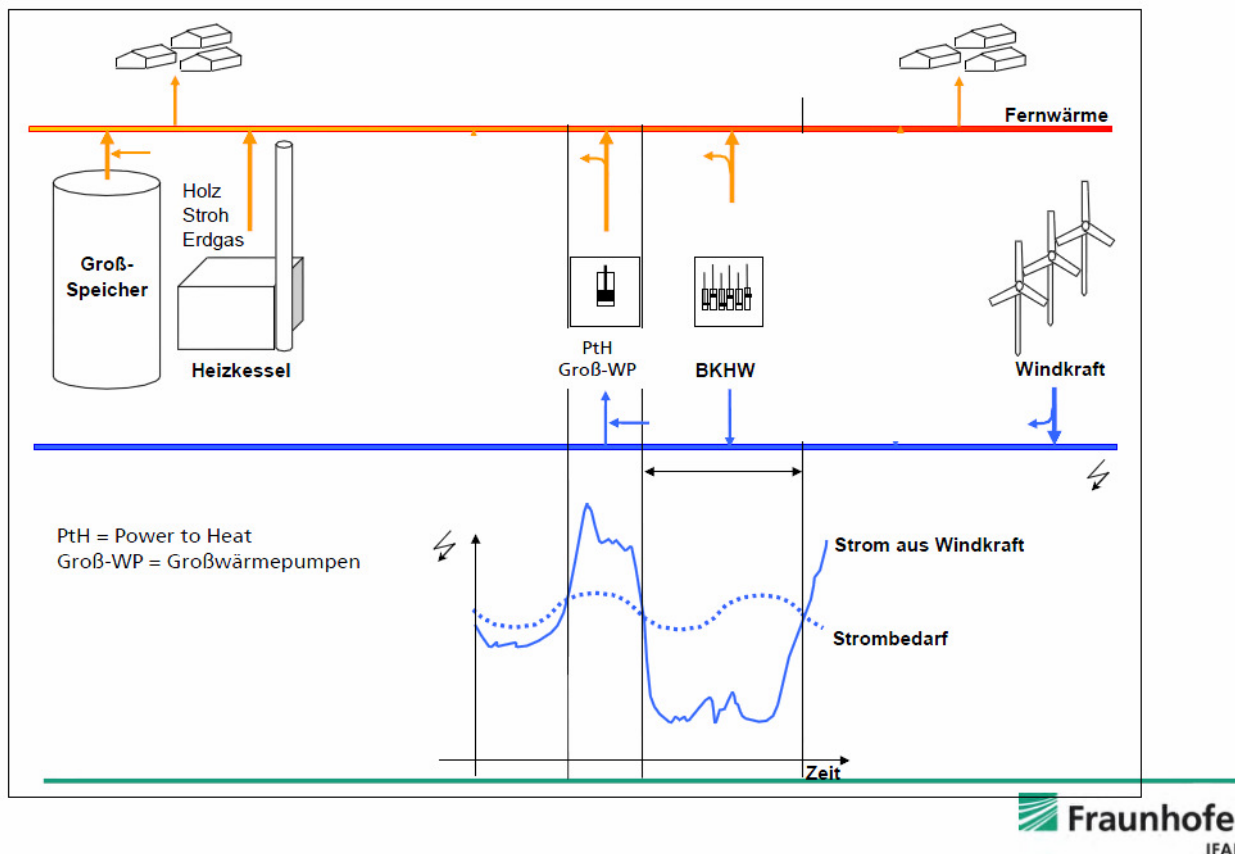 Fernwärme
Holz
Stroh
Erdgas
Groß-
Speicher
Heizkessel
PtH
Groß-WP
BKHW
Windkraft
PtH = Power to Heat
Groß-WP = Großwärmepumpen
Strom aus Windkraft
Strombedarf
Zeit
Fraunhofe
IFA